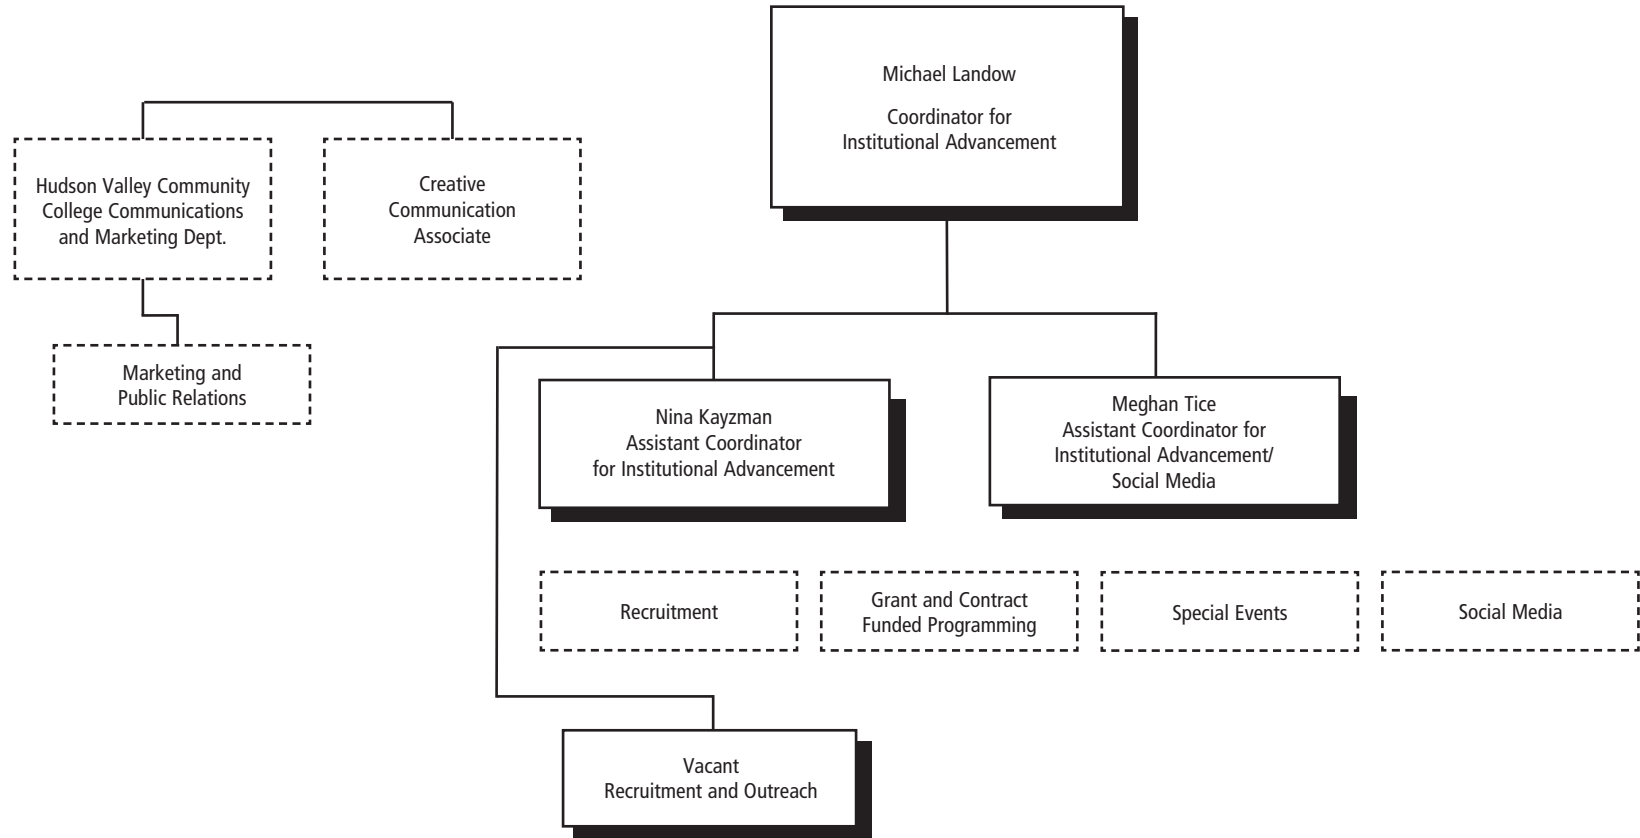 Michael Landow
Coordinator for
Institutional Advancement
Hudson Valley Community
College Communications
and Marketing Dept.
Creative
Communication
Associate
Marketing and
Public Relations
Nina Kayzman
Assistant Coordinator
for Institutional Advancement
Meghan Tice
Assistant Coordinator for
Institutional Advancement/
Social Media
Recruitment
Grant and Contract
Funded Programming
Special Events
Social Media
Vacant
Recruitment and Outreach